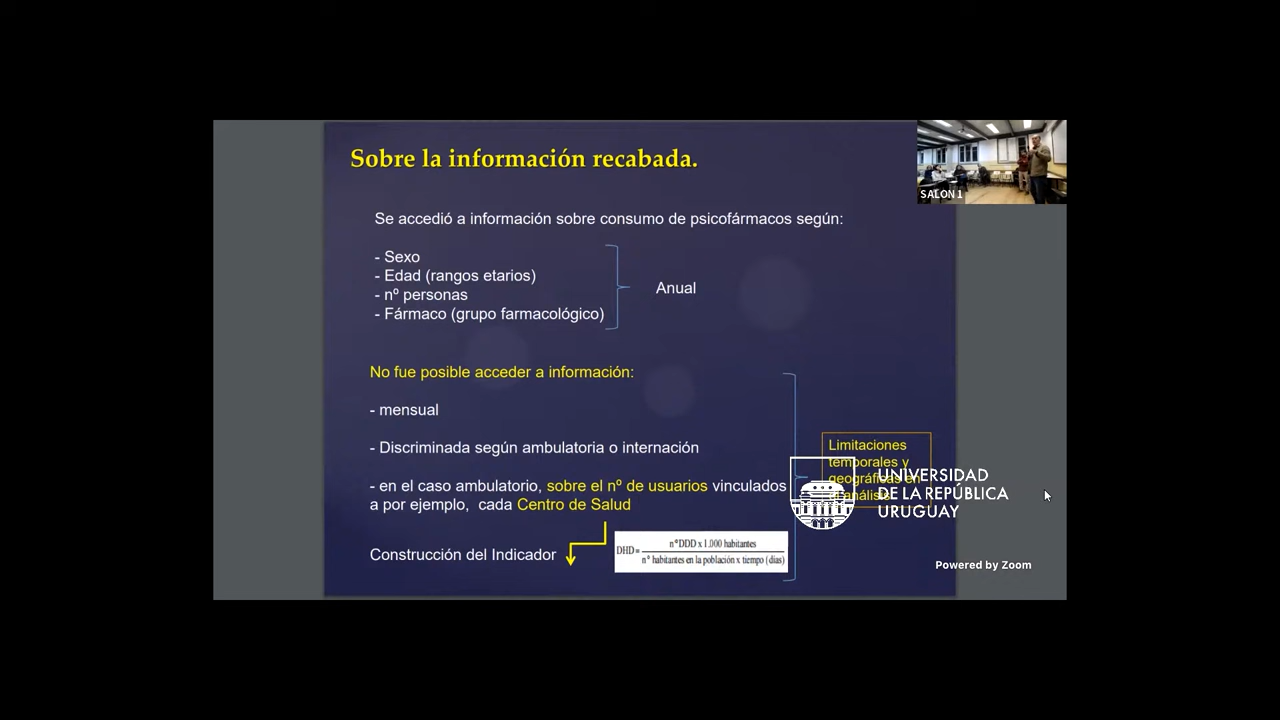 Sobre la información recabada.
SALON 1
Se accedió a información sobre consumo de psicofármacos según:
- Sexo
- Edad (rangos etarios)
- nº personas
- Fármaco (grupo farmacológico)
Anual
No fue posible acceder a información:
- mensual
- Discriminada según ambulatoria o internación
- en el caso ambulatorio, sobre el nº de usuarios vinculados
a por ejemplo, cada Centro de Salud
Construcción del Indicador
DHD= nºDDD x 1.000 habitantes
nº habitantes en la población x tiempo (días)
Limitaciones
temporales y
geográficas en
análisis
UNIVERSIDAD
DE LA REPÚBLICA
URUGUAY
Powered by Zoom